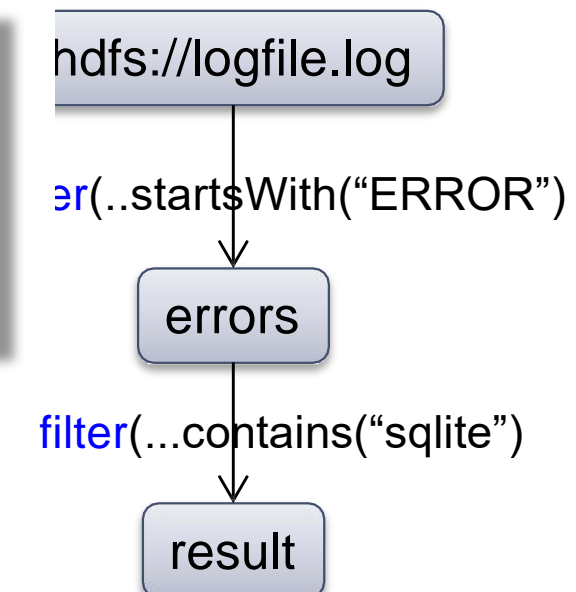 hdfs://logfile.log
er(..startsWith(“ERROR”)
errors
filter(...contains(“sqlite”)
result